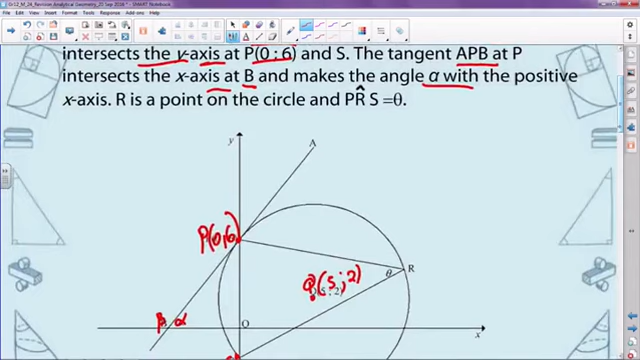 Gr12_M_24_Revision Analytical Geometry_20 Sep 2018 * - SMART Notebook
File Edit View Insert Format Tools Add-ons Response Help
intersects the y-axis at P(0 ; 6) and S. The tangent APB at P
intersects the x-axis at B and makes the angle α with the positive
x-axis. R is a point on the circle and PR̂ S =θ.
y
A
P(0;6)
R
θ
Q(5;2)
B α
O
x